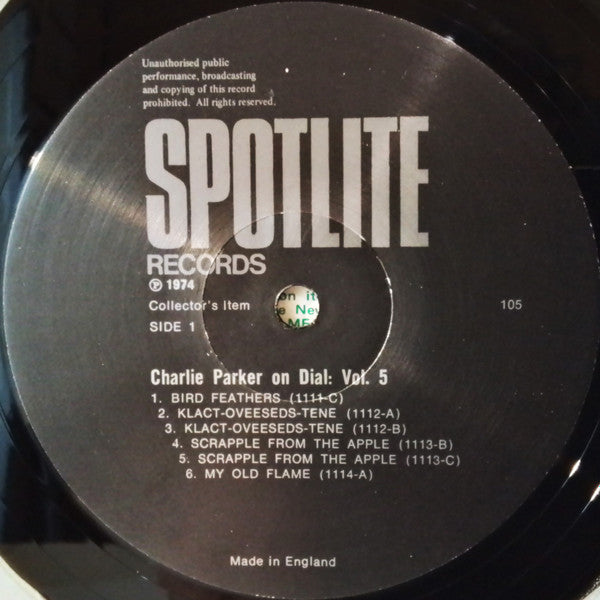 Unauthorised public
performance, broadcasting
and copying of this record
prohibited. All rights reserved.
SPOTLITE
RECORDS
℗ 1974
Collector's Item
on it
105
SIDE 1
Charlie Parker on Dial: Vol. 5
1. BIRD FEATHERS (1111-C)
2. KLACT-OVEESEDS-TENE (1112-A)
3. KLACT-OVEESEDS-TENE (1112-B)
4. SCRAPPLE FROM THE APPLE (1113-B)
5. SCRAPPLE FROM THE APPLE (1113-C)
6. MY OLD FLAME (1114-A)
Made in England